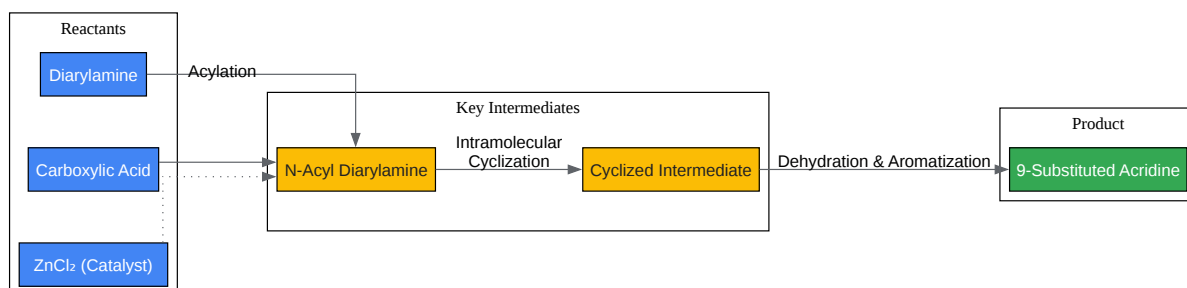 Reactants
Diarylamine
Acylation
Carboxylic Acid
ZnCl₂ (Catalyst)
Key Intermediates
N-Acyl Diarylamine
Intramolecular
Cyclization
Cyclized Intermediate
Dehydration & Aromatization
Product
9-Substituted Acridine